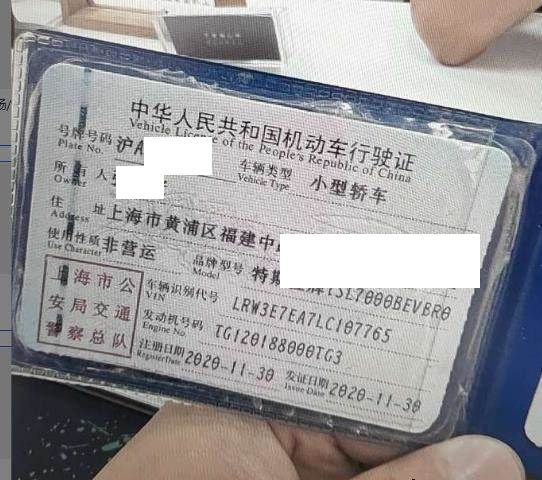 中华人民共和国机动车行驶证
Vehicle License of the People's Republic of China
号牌号码 沪A 车辆类型 小型轿车
Plate No. Vehicle Type
所有人
Owner
住址 上海市黄浦区福建中
Address
使用性质 非营运 品牌型号 特斯 牌TSL7000BEVBR0
Use Character Model
上海市公 车辆识别代号 LRW3E7EA7LC107765
VIN
安局交通 发动机号码 TG120188000TG3
Engine No.
警察总队 注册日期 2020-11-30 发证日期 2020-11-30
Register Date Issue Date